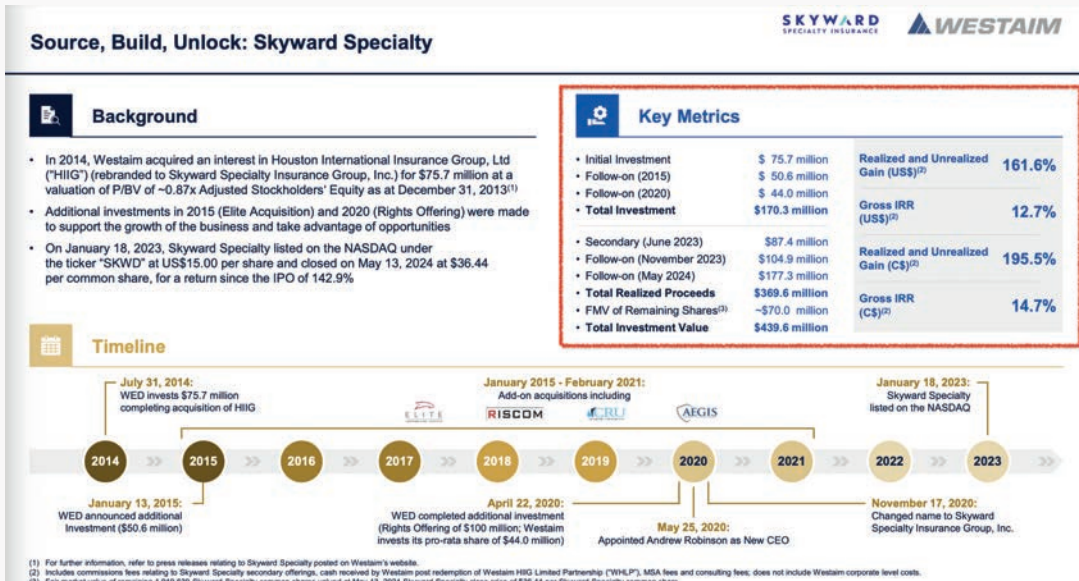 Source, Build, Unlock: Skyward Specialty
SKYWARD
SPECIALTY INSURANCE
WESTAIM
Background
• In 2014, Westaim acquired an interest in Houston International Insurance Group, Ltd
("HIIG") (rebranded to Skyward Specialty Insurance Group, Inc.) for $75.7 million at a
valuation of P/BV of ~0.87x Adjusted Stockholders' Equity as at December 31, 2013(1)
• Additional investments in 2015 (Elite Acquisition) and 2020 (Rights Offering) were made
to support the growth of the business and take advantage of opportunities
• On January 18, 2023, Skyward Specialty listed on the NASDAQ under
the ticker "SKWD" at US$15.00 per share and closed on May 13, 2024 at $36.44
per common share, for a return since the IPO of 142.9%
Key Metrics
• Initial Investment $ 75.7 million
• Follow-on (2015) $ 50.6 million
• Follow-on (2020) $ 44.0 million
• Total Investment $170.3 million
• Secondary (June 2023) $87.4 million
• Follow-on (November 2023) $104.9 million
• Follow-on (May 2024) $177.3 million
• Total Realized Proceeds $369.6 million
• FMV of Remaining Shares(3) ~$70.0 million
• Total Investment Value $439.6 million
Realized and Unrealized
Gain (US$)(2) 161.6%
Gross IRR
(US$)(2) 12.7%
Realized and Unrealized
Gain (C$)(2) 195.5%
Gross IRR
(C$)(2) 14.7%
Timeline
July 31, 2014:
WED invests $75.7 million
completing acquisition of HIIG
January 2015 - February 2021:
Add-on acquisitions including
ELITE
RISCOM
CRU
AEGIS
January 18, 2023:
Skyward Specialty
listed on the NASDAQ
2014 2015 2016 2017 2018 2019 2020 2021 2022 2023
January 13, 2015:
WED announced additional
Investment ($50.6 million)
April 22, 2020:
WED completed additional investment
(Rights Offering of $100 million; Westaim
invests its pro-rata share of $44.0 million)
May 25, 2020:
Appointed Andrew Robinson as New CEO
November 17, 2020:
Changed name to Skyward
Specialty Insurance Group, Inc.
(1) For further information, refer to press releases relating to Skyward Specialty posted on Westaim's website.
(2) Includes commissions fees relating to Skyward Specialty secondary offerings, cash received by Westaim post redemption of Westaim HIIG Limited Partnership ("WHLP"), MSA fees and consulting fees; does not include Westaim corporate level costs.